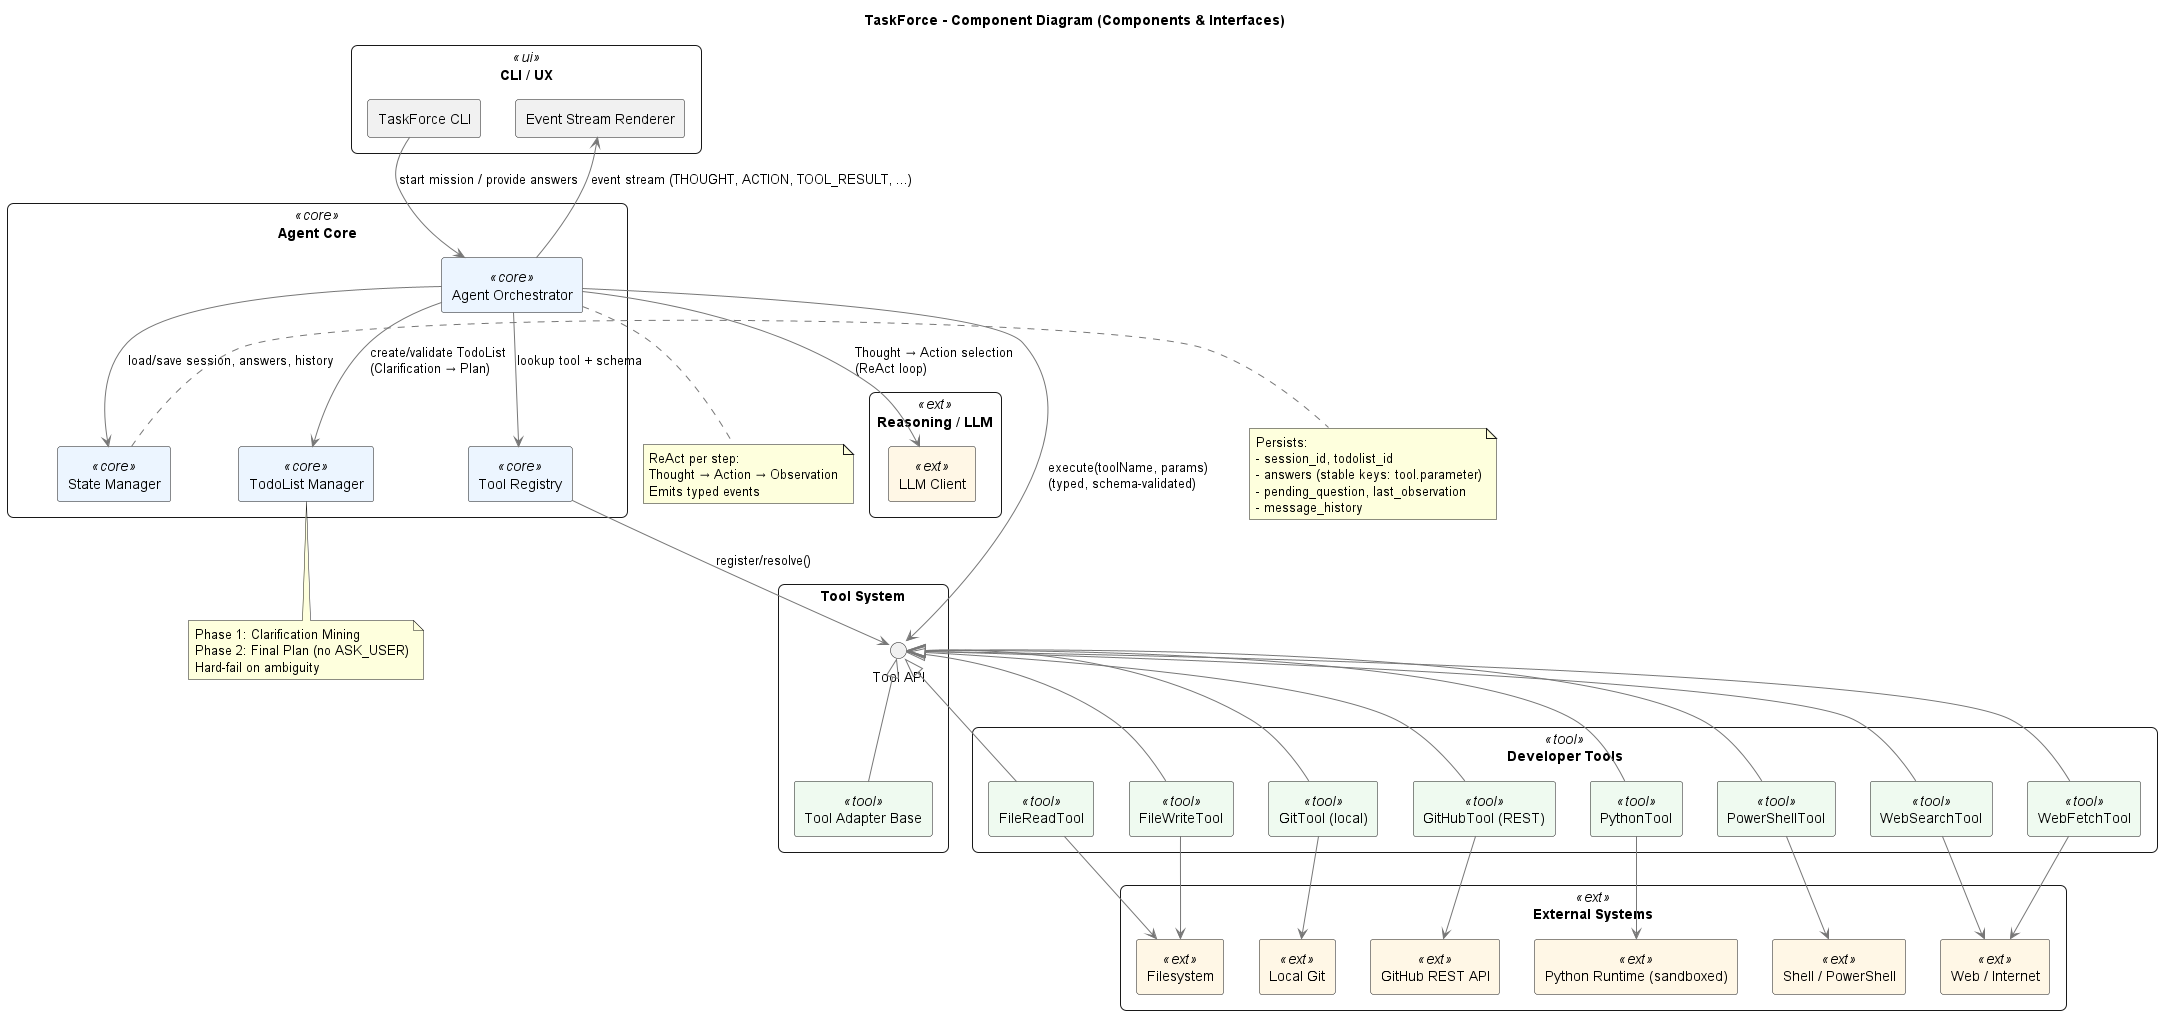 TaskForce - Component Diagram (Components & Interfaces)
«ui»
CLI / UX
TaskForce CLI
Event Stream Renderer
start mission / provide answers
event stream (THOUGHT, ACTION, TOOL_RESULT, ...)
«core»
Agent Core
«core»
Agent Orchestrator
load/save session, answers, history
create/validate TodoList
(Clarification → Plan)
lookup tool + schema
Thought → Action selection
(ReAct loop)
«ext»
Reasoning / LLM
«ext»
LLM Client
«core»
State Manager
«core»
TodoList Manager
«core»
Tool Registry
ReAct per step:
Thought → Action → Observation
Emits typed events
execute(toolName, params)
(typed, schema-validated)
Persists:
- session_id, todolist_id
- answers (stable keys: tool.parameter)
- pending_question, last_observation
- message_history
register/resolve()
Phase 1: Clarification Mining
Phase 2: Final Plan (no ASK_USER)
Hard-fail on ambiguity
Tool System
Tool API
«tool»
Tool Adapter Base
«tool»
Developer Tools
«tool»
FileReadTool
«tool»
FileWriteTool
«tool»
GitTool (local)
«tool»
GitHubTool (REST)
«tool»
PythonTool
«tool»
PowerShellTool
«tool»
WebSearchTool
«tool»
WebFetchTool
«ext»
External Systems
«ext»
Filesystem
«ext»
Local Git
«ext»
GitHub REST API
«ext»
Python Runtime (sandboxed)
«ext»
Shell / PowerShell
«ext»
Web / Internet